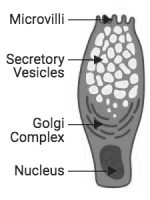 Microvilli
Secretory
Vesicles
Golgi
Complex
Nucleus